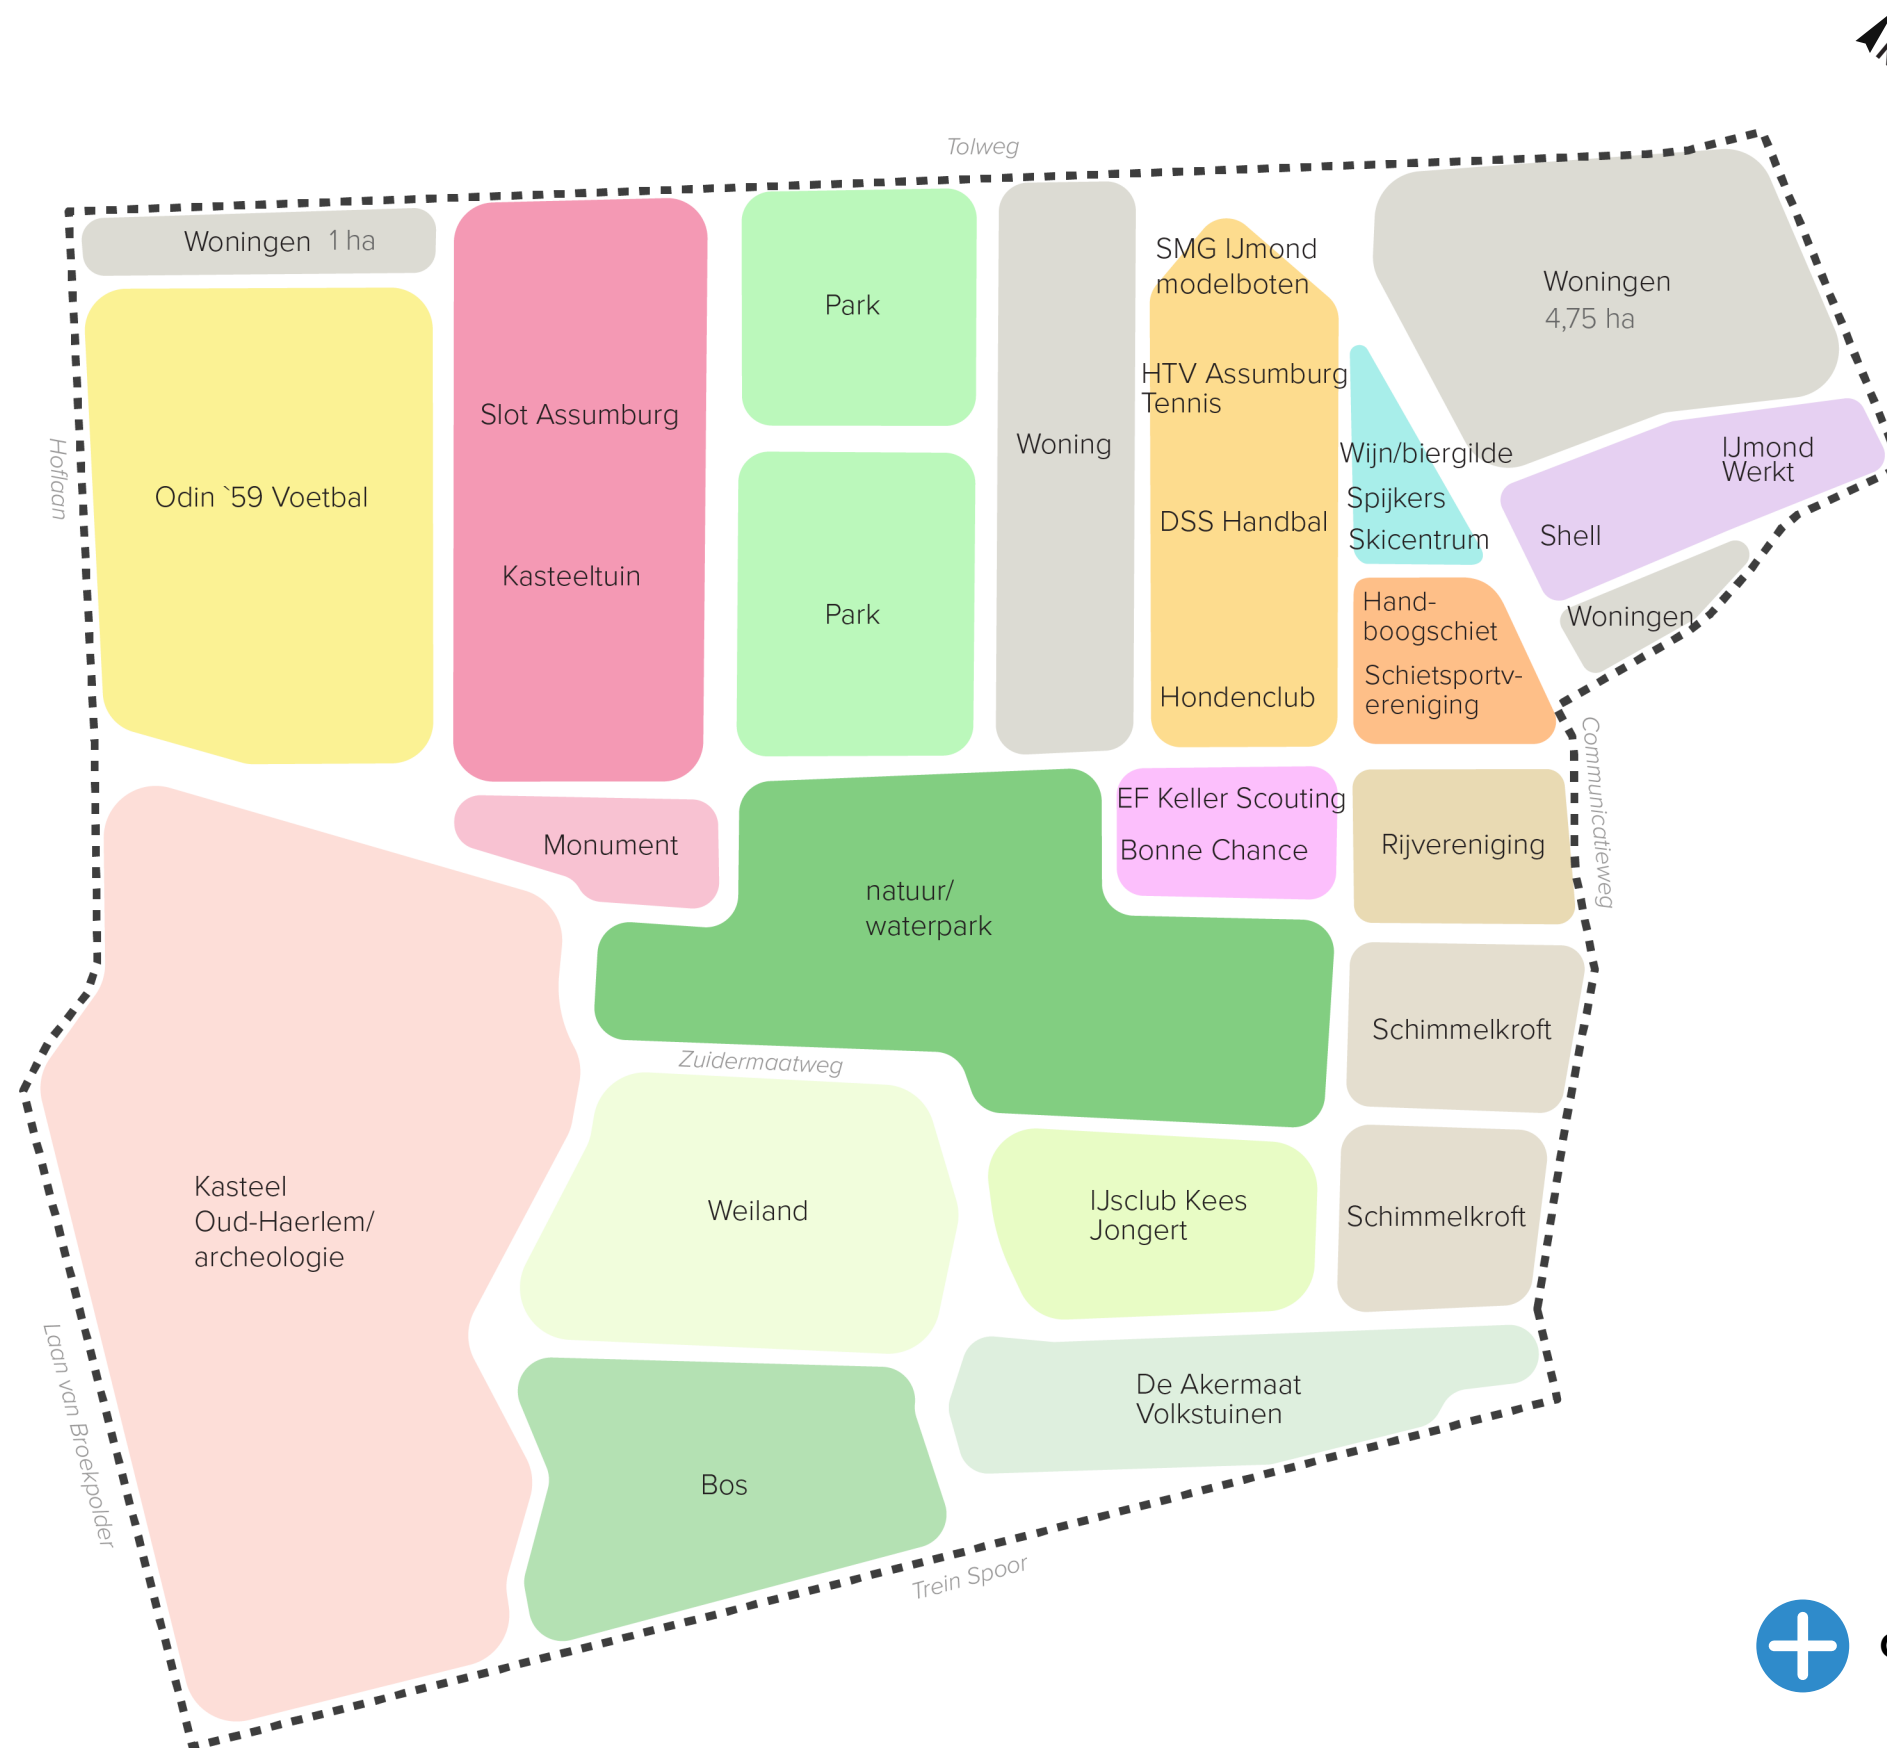 Tolweg
Woningen 1 ha
Hoflaan
Odin `59 Voetbal
Slot Assumburg
Kasteeltuin
Park
Park
Woning
SMG IJmond
modelboten
HTV Assumburg
Tennis
DSS Handbal
Hondenclub
Wijn/biergilde
Spijkers
Skicentrum
Woningen
4,75 ha
IJmond
Werkt
Shell
Woningen
Hand-
boogschiet
Schietsportv-
ereniging
Communicatieweg
Monument
natuur/
waterpark
EF Keller Scouting
Bonne Chance
Rijvereniging
Schimmelkroft
Zuidermaatweg
Kasteel
Oud-Haerlem/
archeologie
Weiland
IJsclub Kees
Jongert
Schimmelkroft
Laan van Broekpolder
De Akermaat
Volkstuinen
Bos
Trein Spoor